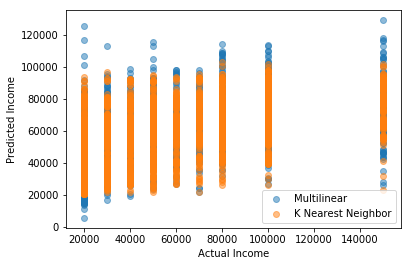 120000
100000
80000
60000
40000
20000
0
Predicted Income
Multilinear
K Nearest Neighbor
20000 40000 60000 80000 100000 120000 140000
Actual Income